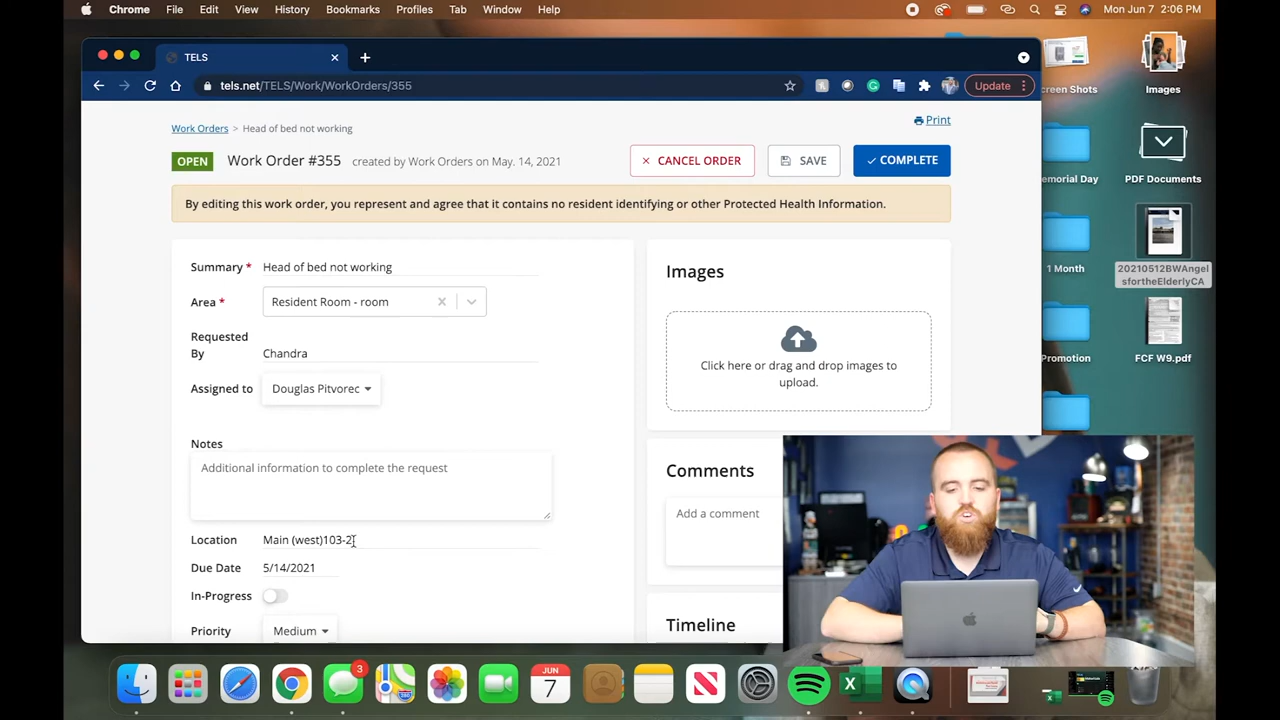 Chrome File Edit View History Bookmarks Profiles Tab Window Help Mon Jun 7 2:06 PM
TELS
tels.net/TELS/Work/WorkOrders/355 Update
Print
Work Orders > Head of bed not working
OPEN Work Order #355 created by Work Orders on May. 14, 2021 CANCEL ORDER SAVE COMPLETE
By editing this work order, you represent and agree that it contains no resident identifying or other Protected Health Information.
Summary * Head of bed not working
Area * Resident Room - room
Requested
By Chandra
Assigned to Douglas Pitvorec
Notes
Additional information to complete the request
Location Main (west)103-2
Due Date 5/14/2021
In-Progress
Priority Medium
Images
Click here or drag and drop images to
upload.
Comments
Add a comment
Timeline
creen Shots
Images
emorial Day
PDF Documents
1 Month
20210512BWAngel
sfortheElderlyCA
Promotion
FCF W9.pdf
3
JUN
7